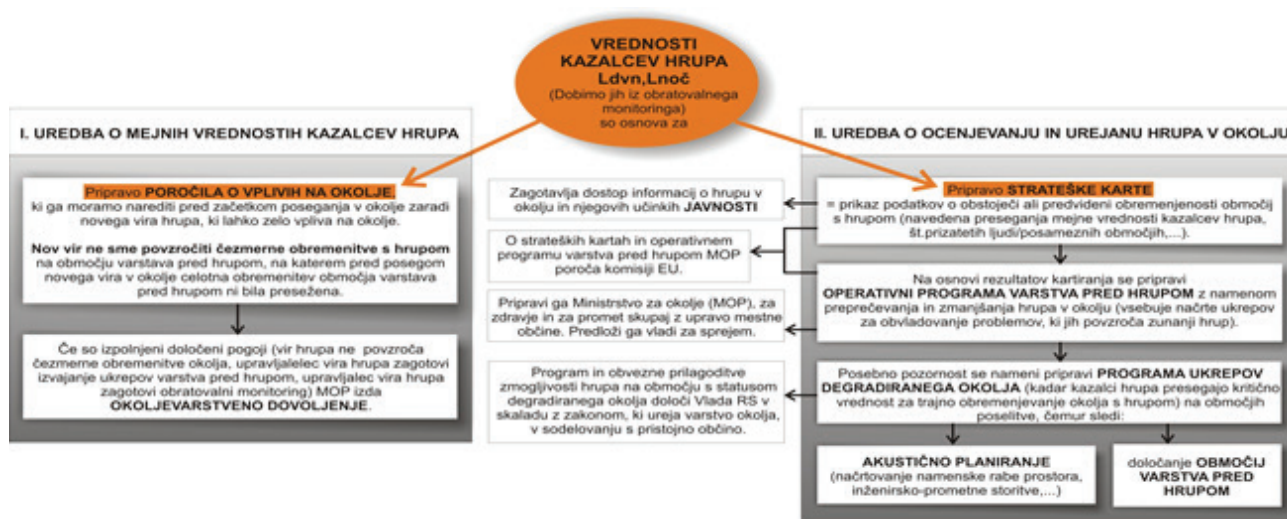 VREDNOSTI
KAZALCEV HRUPA
Ldvn,Lnoč
(Dobimo jih iz obratovalnega
monitoringa)
so osnova za
I. UREDBA O MEJNIH VREDNOSTIH KAZALCEV HRUPA
Pripravo POROČILA O VPLIVIH NA OKOLJE
ki ga moramo narediti pred začetkom poseganja v okolje zaradi
novega vira hrupa, ki lahko zelo vpliva na okolje.
Nov vir ne sme povzročiti čezmerne obremenitve s hrupom
na območju varstava pred hrupom, na katerem pred posegom
novega vira v okolje celotna obremenitev območja varstava
pred hrupom ni bila presežena.
Če so izpolnjeni določeni pogoji (vir hrupa ne povzroča
čezmerne obremenitve okolja, upravljalelec vira hrupa zagotovi
izvajanje ukrepov varstva pred hrupom, upravljalec vira hrupa
zagotovi obratovalni monitoring) MOP izda
OKOLJEVARSTVENO DOVOLJENJE.
Zagotavlja dostop informacij o hrupu v
okolju in njegovih učinkih JAVNOSTI
O strateških kartah in operativnem
programu varstva pred hrupom MOP
poroča komisiji EU.
Pripravi ga Ministrstvo za okolje (MOP), za
zdravje in za promet skupaj z upravo mestne
občine. Predloži ga vladi za sprejem.
Program in obvezne prilagoditve
zmogljivosti hrupa na območju s statusom
degradiranega okolja določi Vlada RS v
skaladu z zakonom, ki ureja varstvo okolja,
v sodelovanju s pristojno občino.
II. UREDBA O OCENJEVANJU IN UREJANU HRUPA V OKOLJU
Pripravo STRATEŠKE KARTE
= prikaz podatkov o obstoječi ali predvideni obremenjenosti območij
s hrupom (navedena preseganja mejne vrednosti kazalcev hrupa,
št.prizatetih ljudi/posameznih območjih,...).
Na osnovi rezultatov kartiranja se pripravi
OPERATIVNI PROGRAMA VARSTVA PRED HRUPOM z namenom
preprečevanja in zmanjšanja hrupa v okolju (vsebuje načrte ukrepov
za obvladovanje problemov, ki jih povzroča zunanji hrup).
Posebno pozornost se nameni pripravi PROGRAMA UKREPOV
DEGRADIRANEGA OKOLJA (kadar kazalci hrupa presegajo kritično
vrednost za trajno obremenjevanje okolja s hrupom) na območjih
poselitve, čemur sledi:
AKUSTIČNO PLANIRANJE
(načrtovanje namenske rabe prostora,
inženirsko-prometne storitve,...)
določanje OBMOČIJ
VARSTVA PRED
HRUPOM